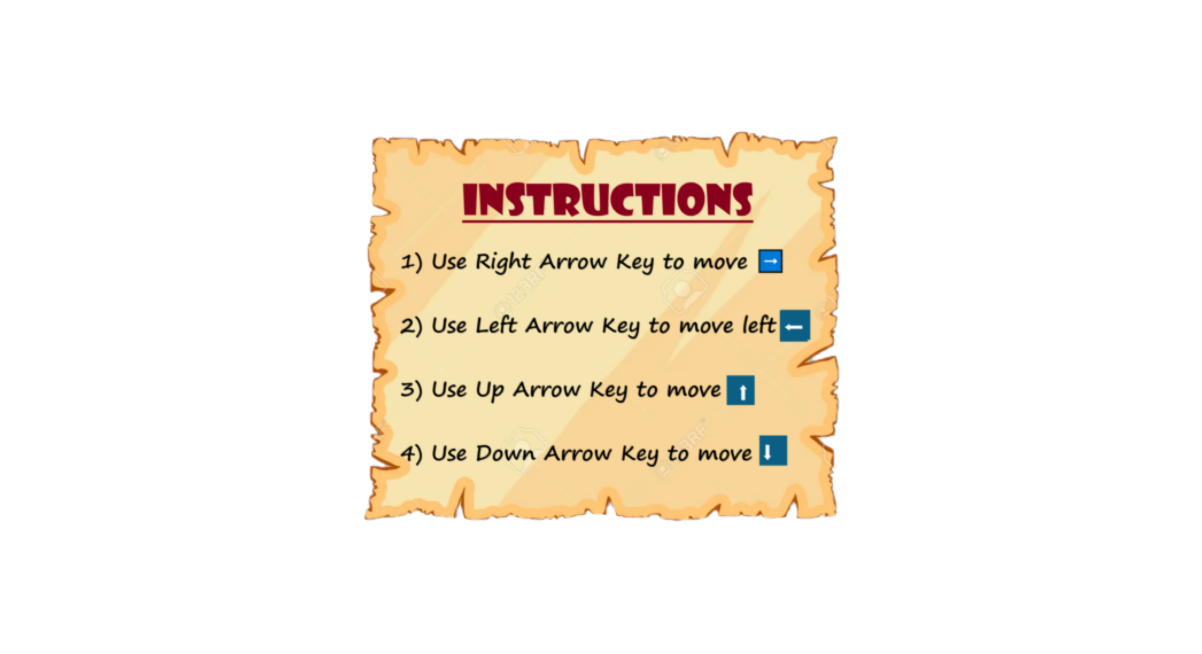 INSTRUCTIONS
1) Use Right Arrow Key to move →
2) Use Left Arrow Key to move left ←
3) Use Up Arrow Key to move ↑
4) Use Down Arrow Key to move ↓